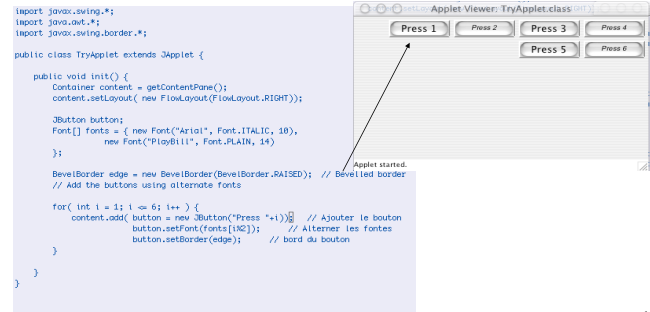 import javax.swing.*;
import java.awt.*;
import javax.swing.border.*;
public class TryApplet extends JApplet {
public void init() {
Container content = getContentPane();
content.setLayout( new FlowLayout(FlowLayout.RIGHT));
JButton button;
Font[] fonts = { new Font("Arial", Font.ITALIC, 10),
new Font("PlayBill", Font.PLAIN, 14)
};
BevelBorder edge = new BevelBorder(BevelBorder.RAISED); // Bevelled border
// Add the buttons using alternate fonts
for( int i = 1; i <= 6; i++ ) {
content.add( button = new JButton("Press "+i)); // Ajouter le bouton
button.setFont(fonts[i%2]); // Alterner les fontes
button.setBorder(edge); // bord du bouton
}
}
}
Applet Viewer: TryApplet.class
Press 1 Press 2 Press 3 Press 4
Press 5 Press 6
Applet started.